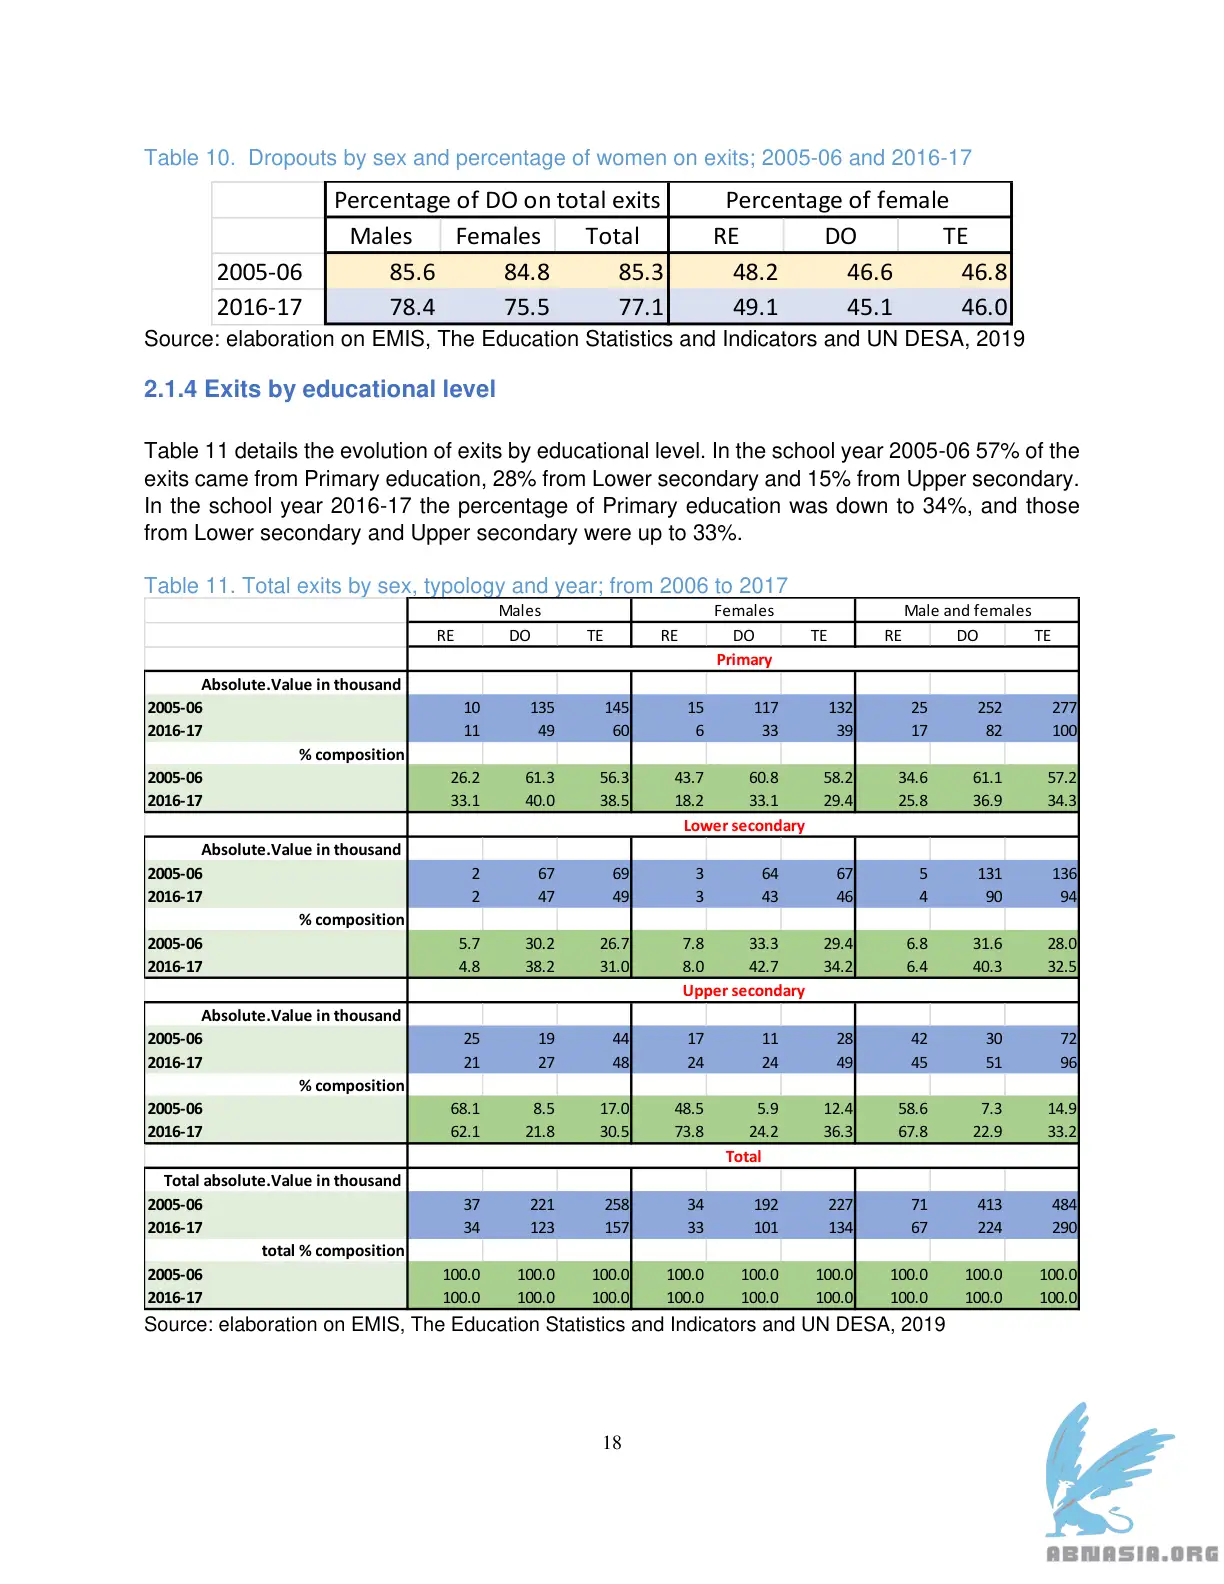 Table 10.  Dropouts by sex and percentage of women on exits; 2005-06 and 2016-17
Percentage of DO on total exits Percentage of female
Males Females Total RE DO TE
2005-06 85.6 84.8 85.3 48.2 46.6 46.8
2016-17 78.4 75.5 77.1 49.1 45.1 46.0
Source: elaboration on EMIS, The Education Statistics and Indicators and UN DESA, 2019
2.1.4 Exits by educational level
Table 11 details the evolution of exits by educational level. In the school year 2005-06 57% of the
exits came from Primary education, 28% from Lower secondary and 15% from Upper secondary.
In the school year 2016-17 the percentage of Primary education was down to 34%, and those
from Lower secondary and Upper secondary were up to 33%.
Table 11. Total exits by sex, typology and year; from 2006 to 2017
Males Females Male and females
RE DO TE RE DO TE RE DO TE
Primary
Absolute.Value in thousand
2005-06 10 135 145 15 117 132 25 252 277
2016-17 11 49 60 6 33 39 17 82 100
% composition
2005-06 26.2 61.3 56.3 43.7 60.8 58.2 34.6 61.1 57.2
2016-17 33.1 40.0 38.5 18.2 33.1 29.4 25.8 36.9 34.3
Lower secondary
Absolute.Value in thousand
2005-06 2 67 69 3 64 67 5 131 136
2016-17 2 47 49 3 43 46 4 90 94
% composition
2005-06 5.7 30.2 26.7 7.8 33.3 29.4 6.8 31.6 28.0
2016-17 4.8 38.2 31.0 8.0 42.7 34.2 6.4 40.3 32.5
Upper secondary
Absolute.Value in thousand
2005-06 25 19 44 17 11 28 42 30 72
2016-17 21 27 48 24 24 49 45 51 96
% composition
2005-06 68.1 8.5 17.0 48.5 5.9 12.4 58.6 7.3 14.9
2016-17 62.1 21.8 30.5 73.8 24.2 36.3 67.8 22.9 33.2
Total
Total absolute.Value in thousand
2005-06 37 221 258 34 192 227 71 413 484
2016-17 34 123 157 33 101 134 67 224 290
total % composition
2005-06 100.0 100.0 100.0 100.0 100.0 100.0 100.0 100.0 100.0
2016-17 100.0 100.0 100.0 100.0 100.0 100.0 100.0 100.0 100.0
Source: elaboration on EMIS, The Education Statistics and Indicators and UN DESA, 2019
18
ABNASIA.ORG